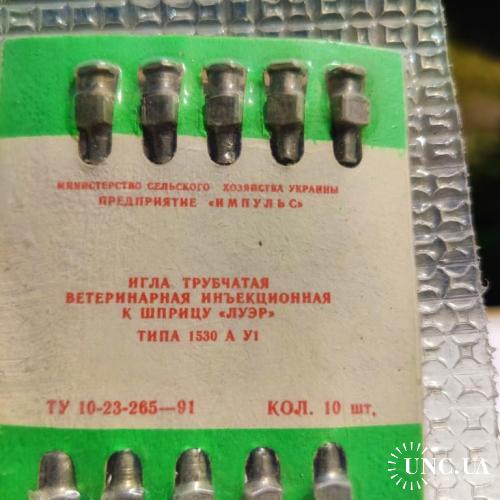 МИНИСТЕРСТВО СЕЛЬСКОГО ХОЗЯЙСТВА УКРАИНЫ
ПРЕДПРИЯТИЕ «ИМПУЛЬС»
ИГЛА ТРУБЧАТАЯ
ВЕТЕРИНАРНАЯ ИНЪЕКЦИОННАЯ
К ШПРИЦУ «ЛУЭР»
ТИПА 1530 А У1
ТУ 10-23-265—91 КОЛ. 10 шт.
UNC.UA